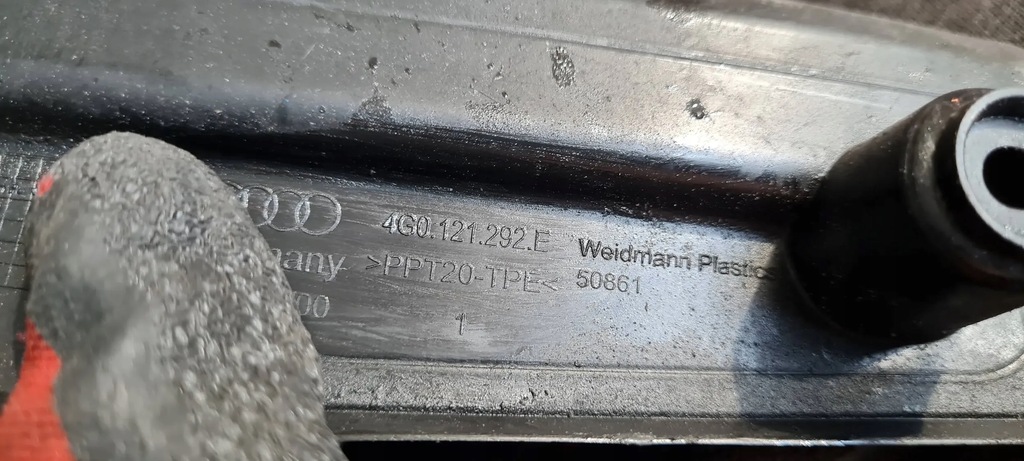 4G0.121.292.E
>PPT20-TPE<
1
Weidmann Plastics
50861